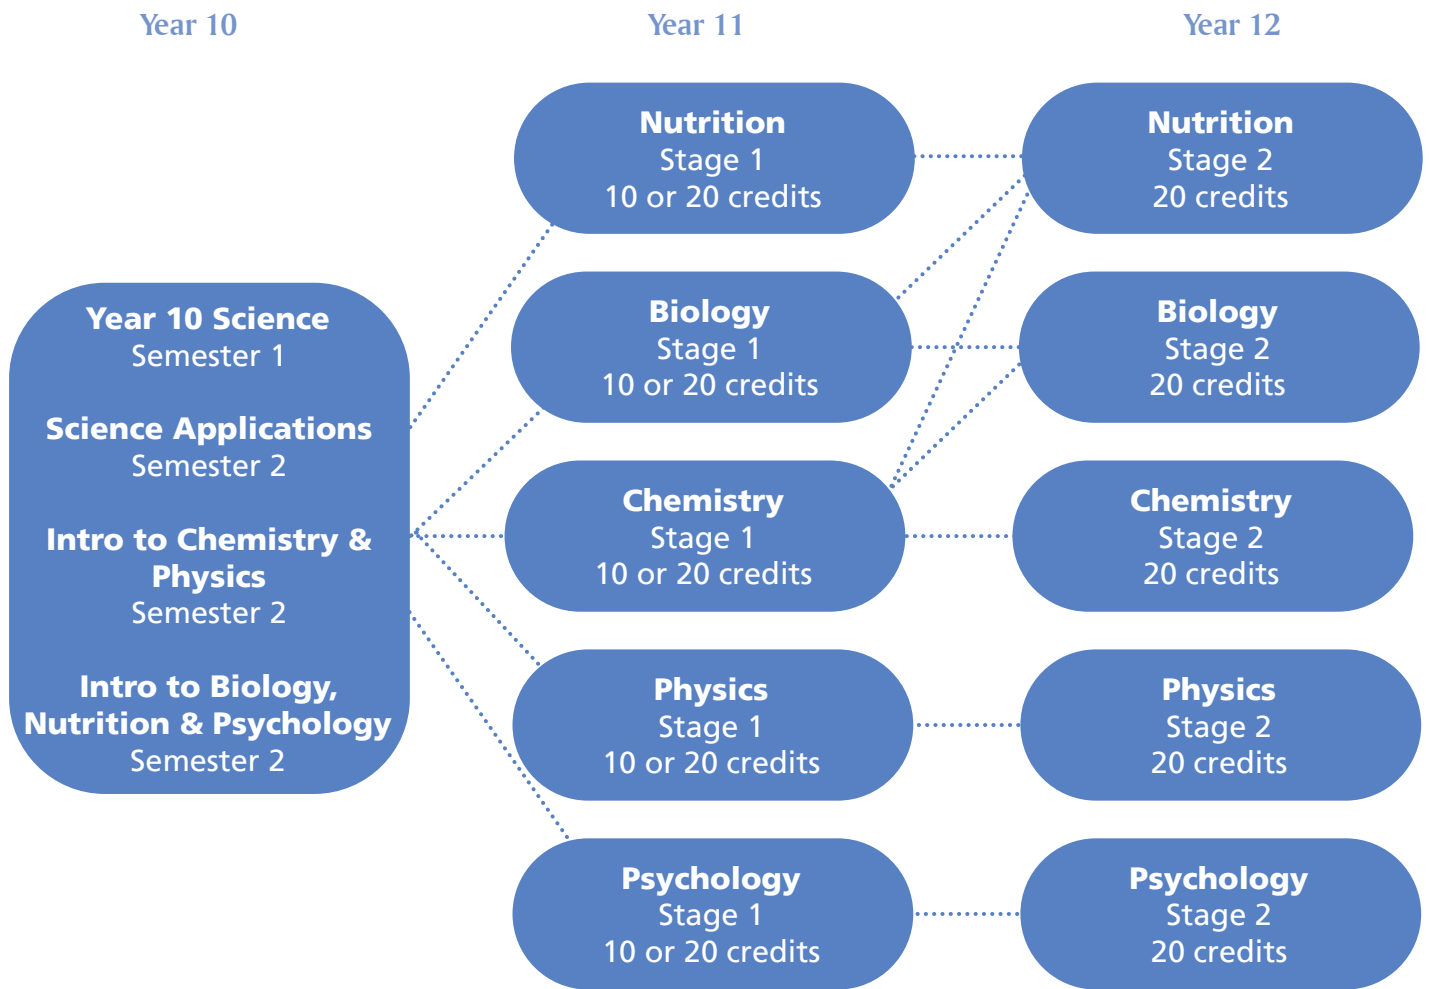 Year 10
Year 11
Year 12
Year 10 Science
Semester 1
Science Applications
Semester 2
Intro to Chemistry &
Physics
Semester 2
Intro to Biology,
Nutrition & Psychology
Semester 2
Nutrition
Stage 1
10 or 20 credits
Biology
Stage 1
10 or 20 credits
Chemistry
Stage 1
10 or 20 credits
Physics
Stage 1
10 or 20 credits
Psychology
Stage 1
10 or 20 credits
Nutrition
Stage 2
20 credits
Biology
Stage 2
20 credits
Chemistry
Stage 2
20 credits
Physics
Stage 2
20 credits
Psychology
Stage 2
20 credits